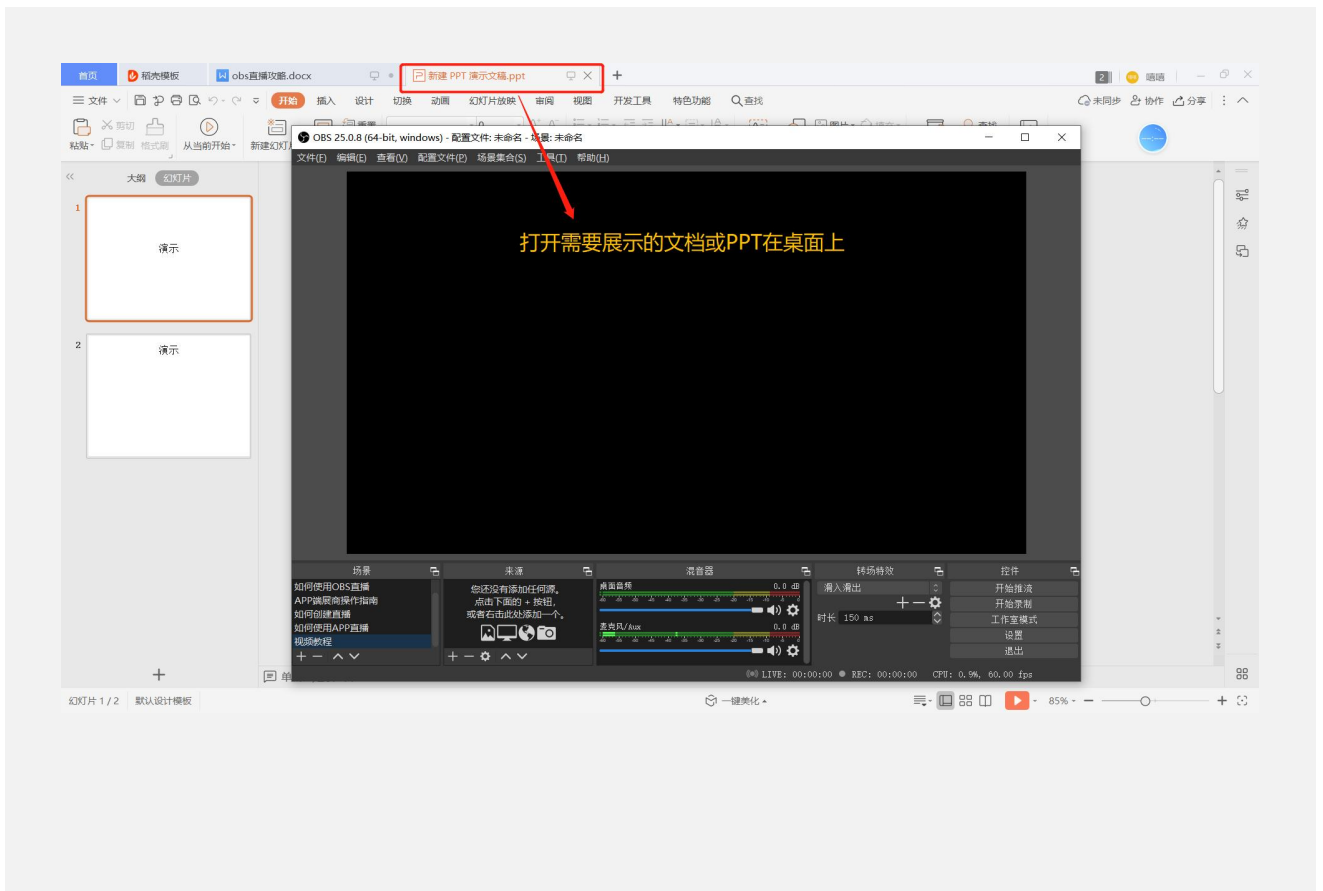 首页
稻壳模板
obs直播攻略.docx
新建 PPT 演示文稿.ppt
2
嘻嘻
文件
开始
插入
设计
切换
动画
幻灯片放映
审阅
视图
开发工具
特色功能
查找
未同步
协作
分享
粘贴
剪切
复制
格式刷
从当前开始
OBS 25.0.8 (64-bit, windows) - 配置文件: 未命名 - 场景: 未命名
文件(F) 编辑(E) 查看(V) 配置文件(P) 场景集合(S) 工具(T) 帮助(H)
大纲 幻灯片
1
演示
2
演示
打开需要展示的文档或PPT在桌面上
场景
如何使用OBS直播
APP端展商操作指南
如何创建直播
如何使用APP直播
视频教程
来源
您还没有添加任何源。
点击下面的 + 按钮,
或者右击此处添加一个。
混音器
桌面音频 0.0 dB
麦克风/Aux 0.0 dB
转场特效
滑入滑出
时长 150 ms
控件
开始推流
开始录制
工作室模式
设置
退出
LIVE: 00:00:00 REC: 00:00:00 CPU: 0.9%, 60.00 fps
幻灯片 1 / 2 默认设计模板
一键美化
85%